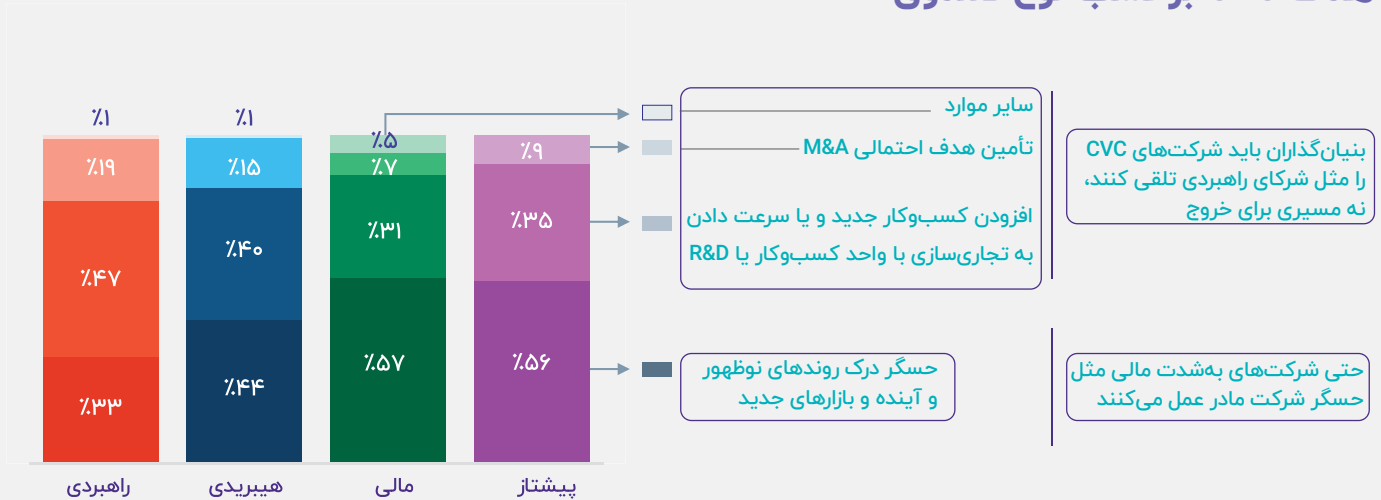 سایر موارد
تأمین هدف احتمالی M&A
افزودن کسب‌وکار جدید و یا سرعت دادن
به تجاری‌سازی با واحد کسب‌وکار یا R&D
حسگر درک روندهای نوظهور
و آینده و بازارهای جدید
بنیان‌گذاران باید شرکت‌های CVC
را مثل شرکای راهبردی تلقی کنند،
نه مسیری برای خروج
حتی شرکت‌های به‌شدت مالی مثل
حسگر شرکت مادر عمل می‌کنند
٪۹
٪۳۵
٪۵۶
پیشتاز
٪۵
٪۷
٪۳۱
٪۵۷
مالی
٪۱
٪۱۵
٪۴۰
٪۴۴
هیبریدی
٪۱
٪۱۹
٪۴۷
٪۳۳
راهبردی